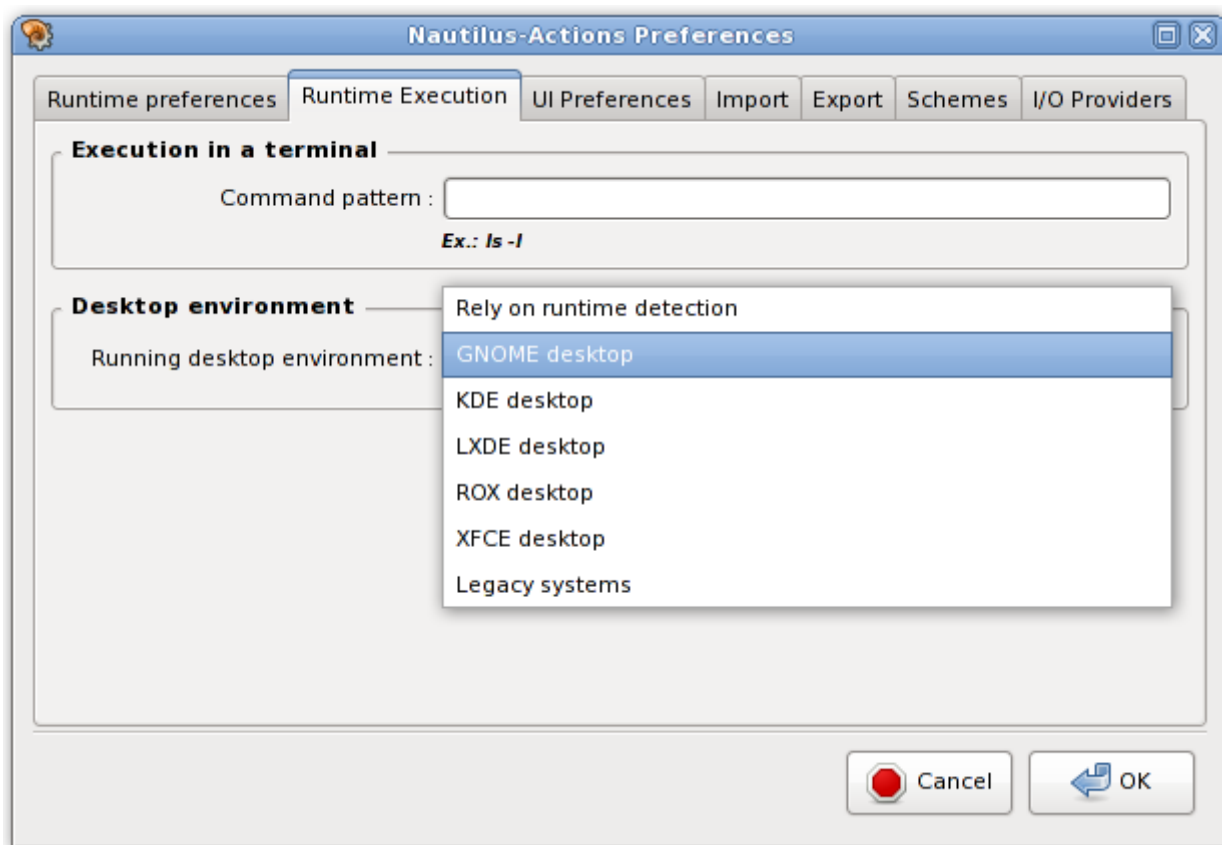 Nautilus-Actions Preferences
Runtime preferences Runtime Execution UI Preferences Import Export Schemes I/O Providers
Execution in a terminal
Command pattern :
Ex.: ls -l
Desktop environment
Running desktop environment :
Rely on runtime detection
GNOME desktop
KDE desktop
LXDE desktop
ROX desktop
XFCE desktop
Legacy systems
Cancel OK